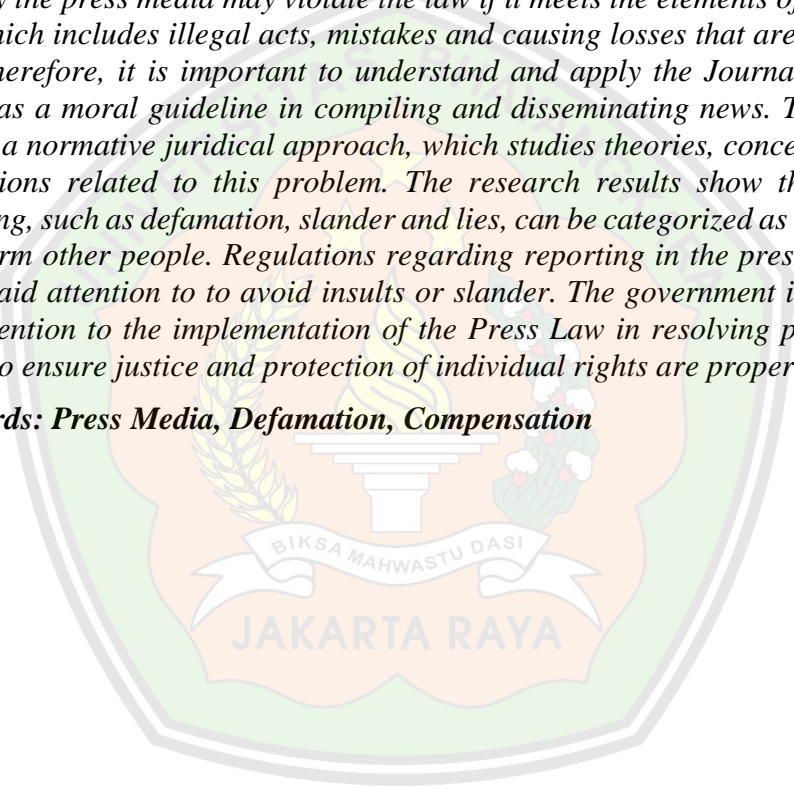 y the press media may violate the law if it meets the elements of
hich includes illegal acts, mistakes and causing losses that are
herefore, it is important to understand and apply the Journa
as a moral guideline in compiling and disseminating news. T
a normative juridical approach, which studies theories, conce
ions related to this problem. The research results show th
ng, such as defamation, slander and lies, can be categorized as
rm other people. Regulations regarding reporting in the pres
aid attention to to avoid insults or slander. The government i
ention to the implementation of the Press Law in resolving p
o ensure justice and protection of individual rights are proper
rds: Press Media, Defamation, Compensation
UNIVERSITAS BHAYANGK
BIKSA MAHWASTU DASI
JAKARTA RAYA